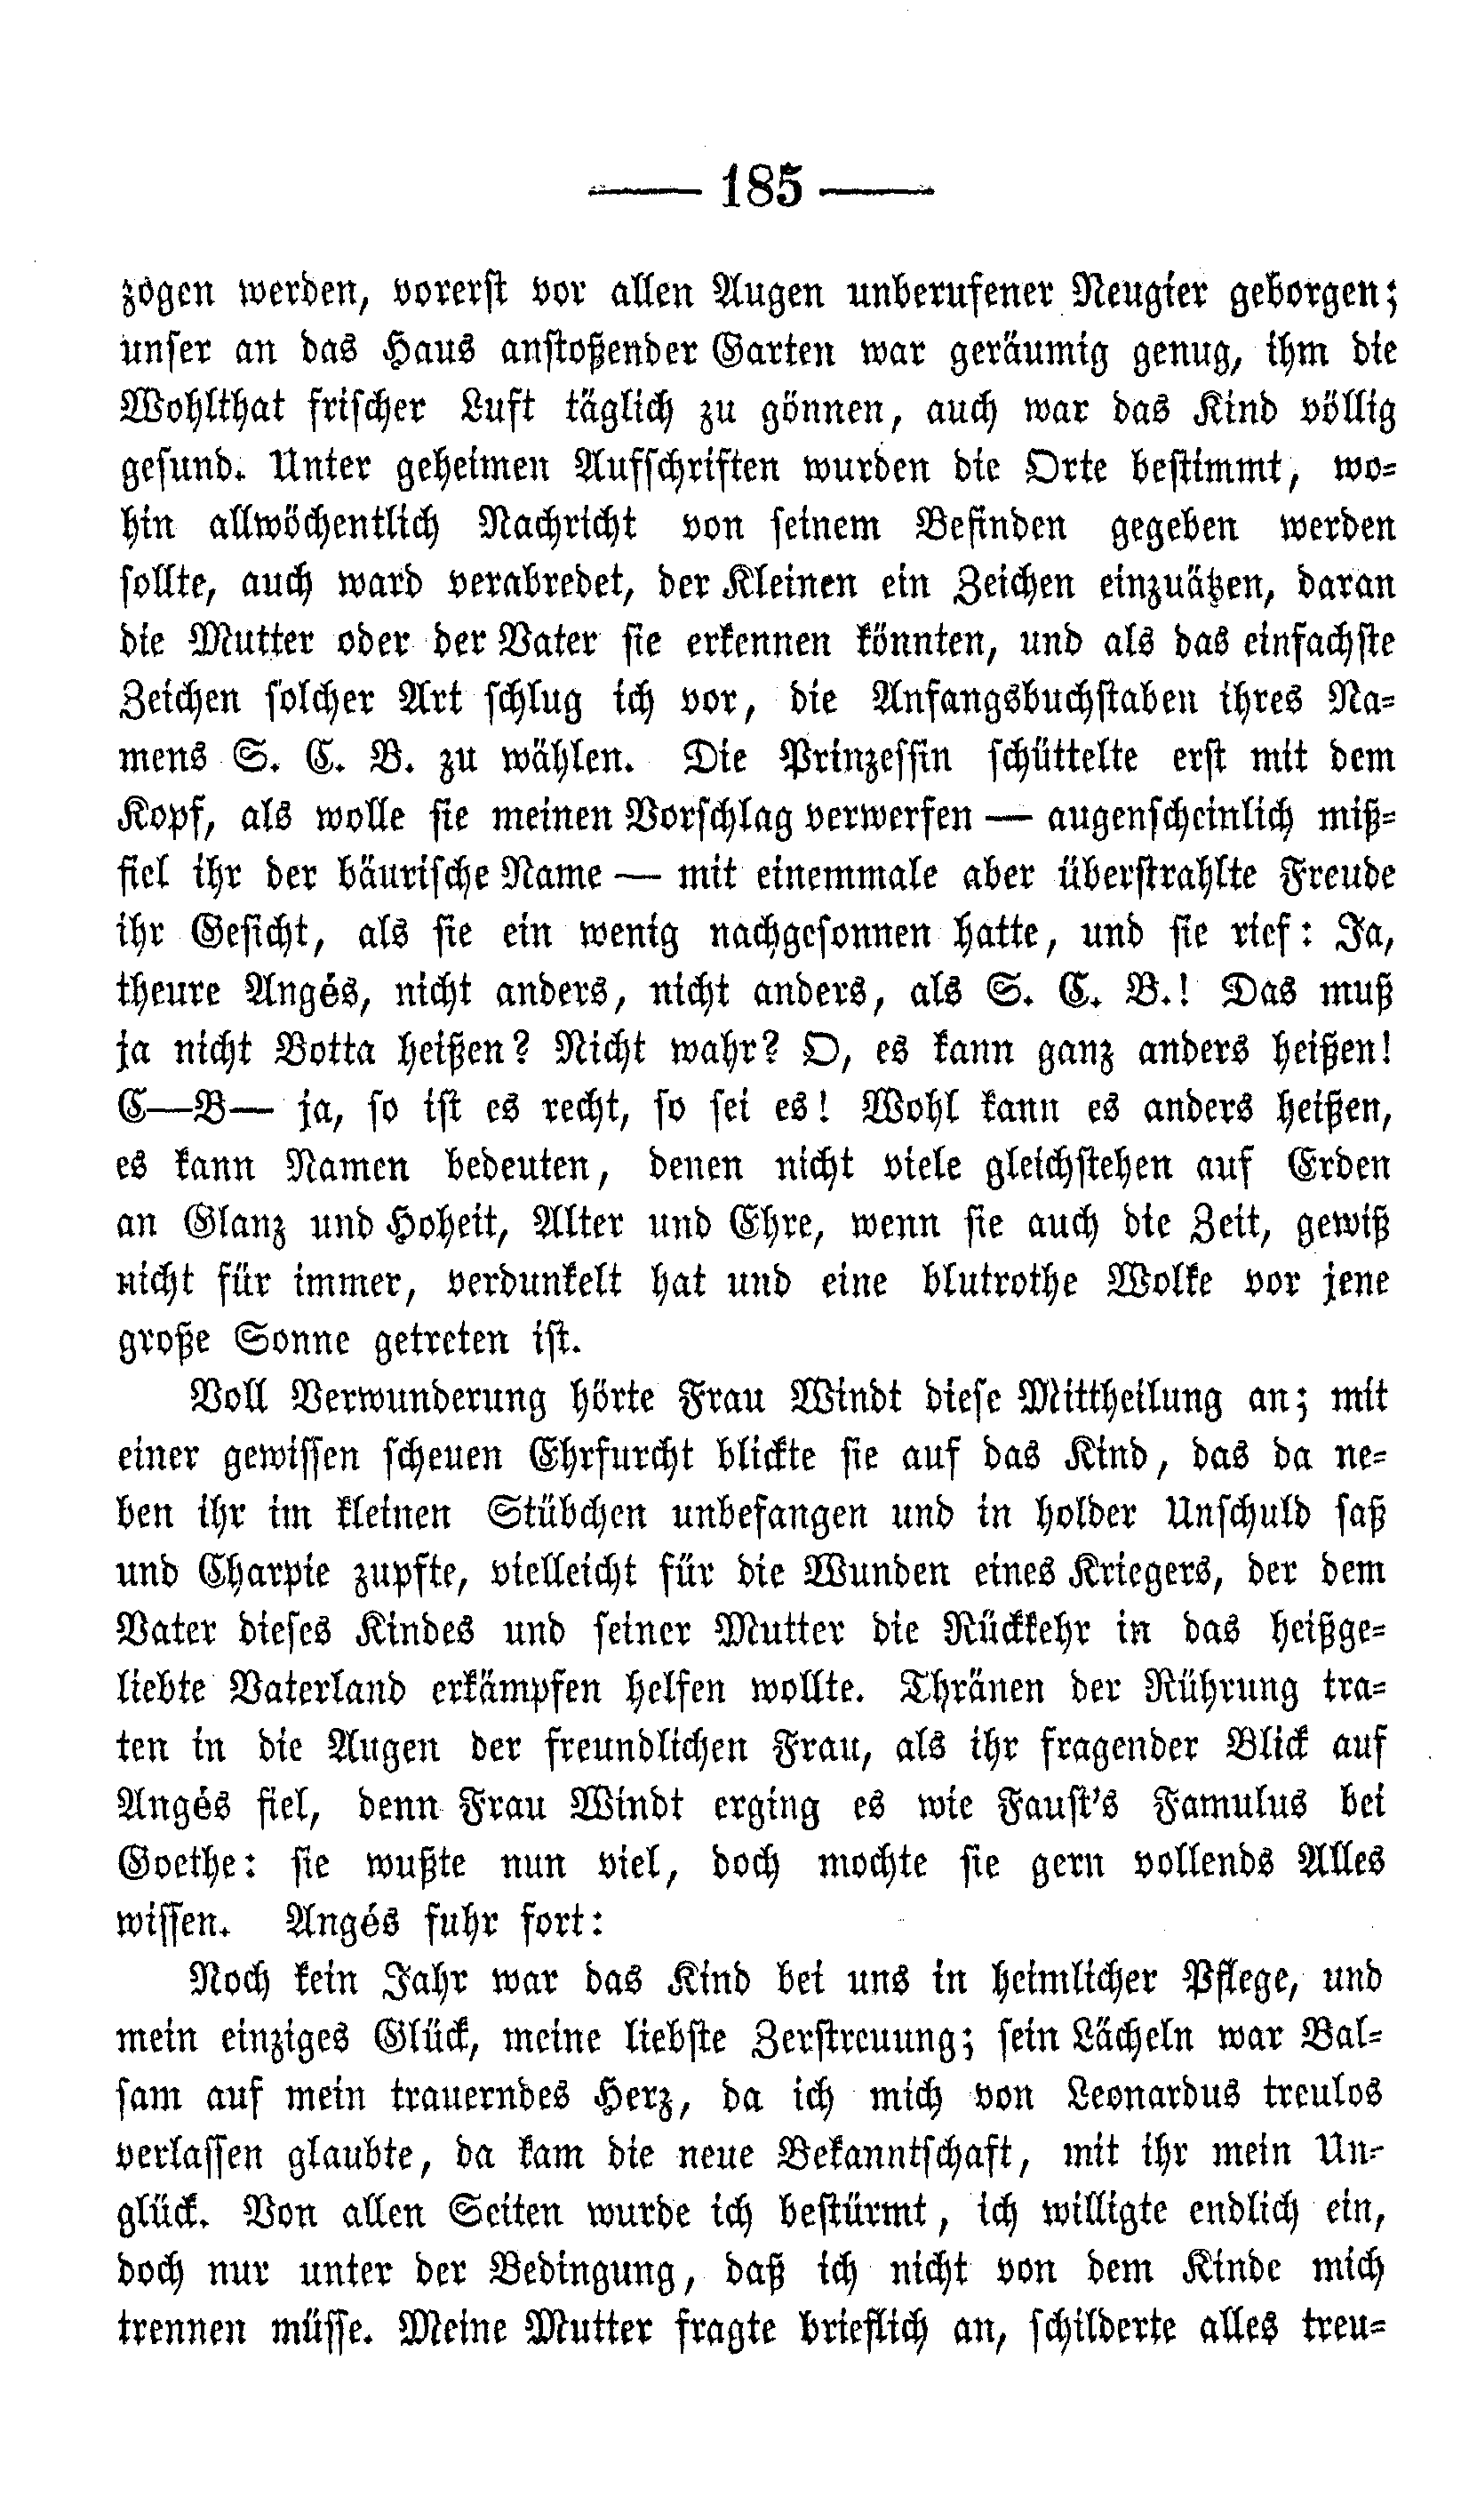 — 185 —
zogen werden, vorerst vor allen Augen unberufener Neugier geborgen;
unser an das Haus anstoßender Garten war geräumig genug, ihm die
Wohlthat frischer Luft täglich zu gönnen, auch war das Kind völlig
gesund. Unter geheimen Aufschriften wurden die Orte bestimmt, wo-
hin allwöchentlich Nachricht von seinem Befinden gegeben werden
sollte, auch ward verabredet, der Kleinen ein Zeichen einzuätzen, daran
die Mutter oder der Vater sie erkennen könnten, und als das einfachste
Zeichen solcher Art schlug ich vor, die Anfangsbuchstaben ihres Na-
mens S. C. B. zu wählen. Die Prinzessin schüttelte erst mit dem
Kopf, als wolle sie meinen Vorschlag verwerfen — augenscheinlich miß-
fiel ihr der bäurische Name — mit einemmale aber überstrahlte Freude
ihr Gesicht, als sie ein wenig nachgesonnen hatte, und sie rief: Ja,
theure Angés, nicht anders, nicht anders, als S. C. B.! Das muß
ja nicht Botta heißen? Nicht wahr? O, es kann ganz anders heißen!
C—B— ja, so ist es recht, so sei es! Wohl kann es anders heißen,
es kann Namen bedeuten, denen nicht viele gleichstehen auf Erden
an Glanz und Hoheit, Alter und Ehre, wenn sie auch die Zeit, gewiß
nicht für immer, verdunkelt hat und eine blutrothe Wolke vor jene
große Sonne getreten ist.
Voll Verwunderung hörte Frau Windt diese Mittheilung an; mit
einer gewissen scheuen Ehrfurcht blickte sie auf das Kind, das da ne-
ben ihr im kleinen Stübchen unbefangen und in holder Unschuld saß
und Charpie zupfte, vielleicht für die Wunden eines Kriegers, der dem
Vater dieses Kindes und seiner Mutter die Rückkehr in das heißge-
liebte Vaterland erkämpfen helfen wollte. Thränen der Rührung tra-
ten in die Augen der freundlichen Frau, als ihr fragender Blick auf
Angés fiel, denn Frau Windt erging es wie Faust's Famulus bei
Goethe: sie wußte nun viel, doch mochte sie gern vollends Alles
wissen. Angés fuhr fort:
Noch kein Jahr war das Kind bei uns in heimlicher Pflege, und
mein einziges Glück, meine liebste Zerstreuung; sein Lächeln war Bal-
sam auf mein trauerndes Herz, da ich mich von Leonardus treulos
verlassen glaubte, da kam die neue Bekanntschaft, mit ihr mein Un-
glück. Von allen Seiten wurde ich bestürmt, ich willigte endlich ein,
doch nur unter der Bedingung, daß ich nicht von dem Kinde mich
trennen müsse. Meine Mutter fragte brieflich an, schilderte alles treu-